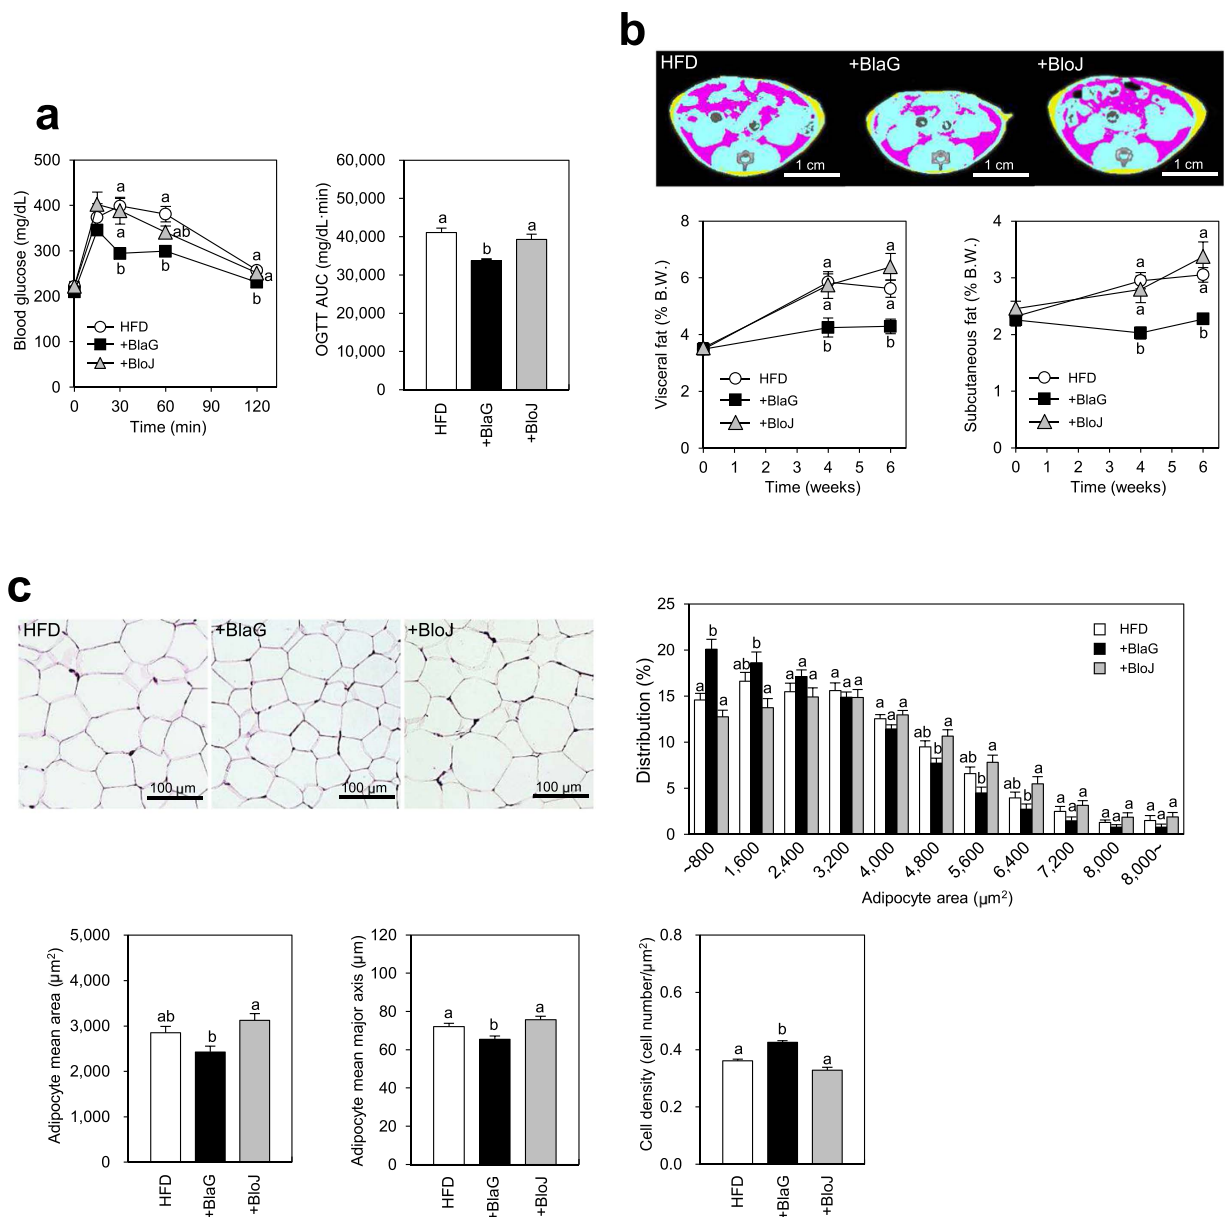 a
500
400
300
200
100
0
Blood glucose (mg/dL)
a
a
a
ab
a
a
b
b
b
HFD
+BlaG
+BloJ
0 30 60 90 120
Time (min)
60,000
50,000
40,000
30,000
20,000
10,000
0
OGTT AUC (mg/dL·min)
a b a
HFD +BlaG +BloJ
b
HFD +BlaG +BloJ
1 cm 1 cm 1 cm
8
6
4
2
0
Visceral fat (% B.W.)
a a
a a
b b
HFD
+BlaG
+BloJ
0 1 2 3 4 5 6
Time (weeks)
4
3
2
1
0
Subcutaneous fat (% B.W.)
a a
a a
b b
HFD
+BlaG
+BloJ
0 1 2 3 4 5 6
Time (weeks)
c
HFD +BlaG +BloJ
100 µm 100 µm 100 µm
25
20
15
10
5
0
Distribution (%)
a b a
ab b a
a a a
a a a
a a a
ab b a
ab b a
ab b a
a a a
a a a
a a a
HFD
+BlaG
+BloJ
~800 1,600 2,400 3,200 4,000 4,800 5,600 6,400 7,200 8,000 8,000~
Adipocyte area (µm²)
5,000
4,000
3,000
2,000
1,000
0
Adipocyte mean area (µm²)
ab b a
HFD +BlaG +BloJ
120
100
80
60
40
20
0
Adipocyte mean major axis (µm)
a b a
HFD +BlaG +BloJ
0.8
0.6
0.4
0.2
0.0
Cell density (cell number/µm²)
a b a
HFD +BlaG +BloJ